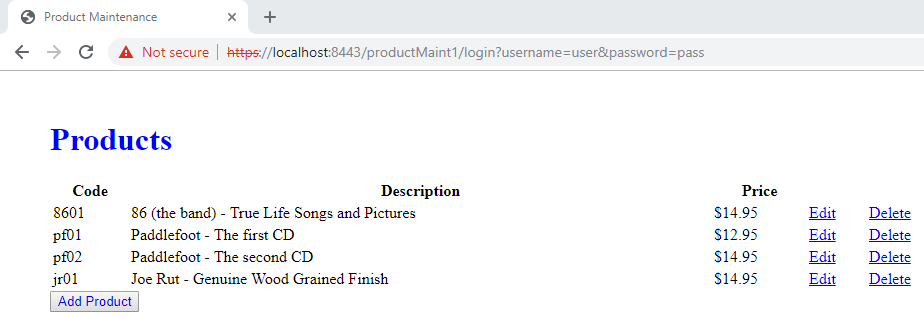 Product Maintenance
Not secure | https://localhost:8443/productMaint1/login?username=user&password=pass
Products
Code Description Price
8601 86 (the band) - True Life Songs and Pictures $14.95 Edit Delete
pf01 Paddlefoot - The first CD $12.95 Edit Delete
pf02 Paddlefoot - The second CD $14.95 Edit Delete
jr01 Joe Rut - Genuine Wood Grained Finish $14.95 Edit Delete
Add Product